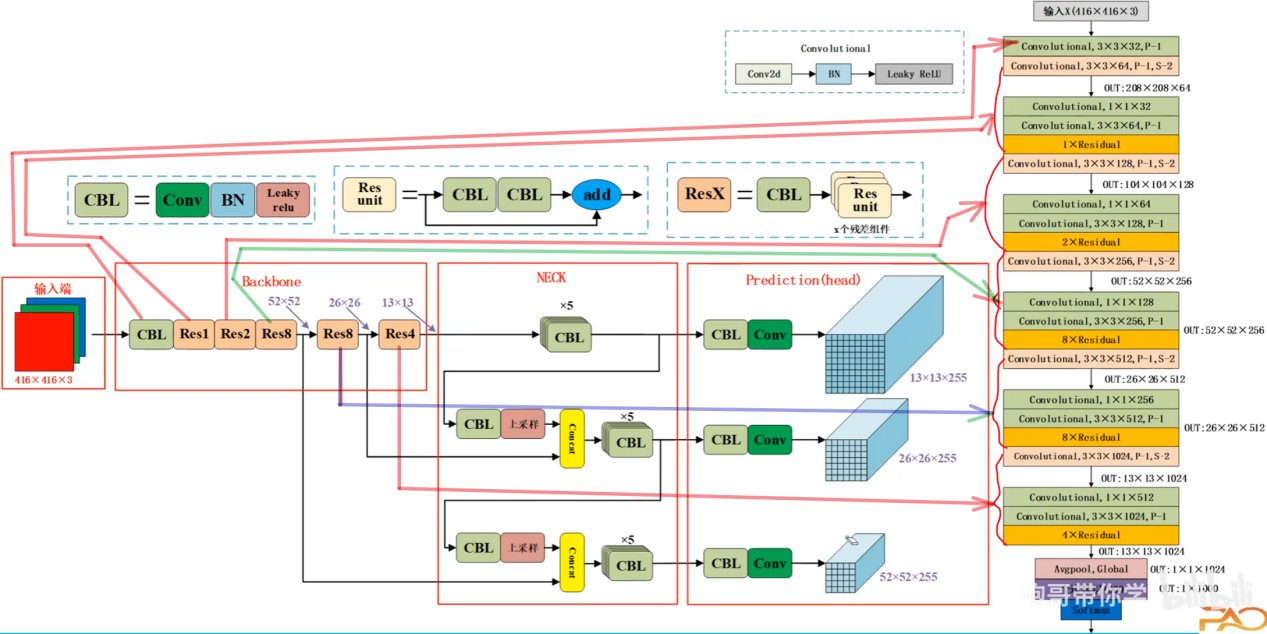 输入X(416×416×3)
Convolutional
Conv2d
BN
Leaky ReLU
Convolutional,3×3×32,P-1
Convolutional,3×3×64,P-1,S-2
OUT:208×208×64
Convolutional,1×1×32
Convolutional,3×3×64,P-1
1×Residual
Convolutional,3×3×128,P-1,S-2
OUT:104×104×128
Convolutional,1×1×64
Convolutional,3×3×128,P-1
2×Residual
Convolutional,3×3×256,P-1,S-2
OUT:52×52×256
Convolutional,1×1×128
Convolutional,3×3×256,P-1
8×Residual
OUT:52×52×256
Convolutional,3×3×512,P-1,S-2
OUT:26×26×512
Convolutional,1×1×256
Convolutional,3×3×512,P-1
8×Residual
OUT:26×26×512
Convolutional,3×3×1024,P-1,S-2
OUT:13×13×1024
Convolutional,1×1×512
Convolutional,3×3×1024,P-1
4×Residual
OUT:13×13×1024
Avgpool,Global
OUT:1×1×1024
OUT:1×1000
Softmax
CBL
=
Conv
BN
Leaky
relu
Res
unit
=
CBL
CBL
add
ResX
=
CBL
Res
unit
x个残差组件
输入端
416×416×3
Backbone
52×52
26×26
13×13
CBL
Res1
Res2
Res8
Res8
Res4
NECK
×5
CBL
CBL
上采样
Concat
×5
CBL
CBL
上采样
Concat
×5
CBL
Prediction(head)
CBL
Conv
13×13×255
CBL
Conv
26×26×255
CBL
Conv
52×52×255
炮哥带你学
bilibili
PAO